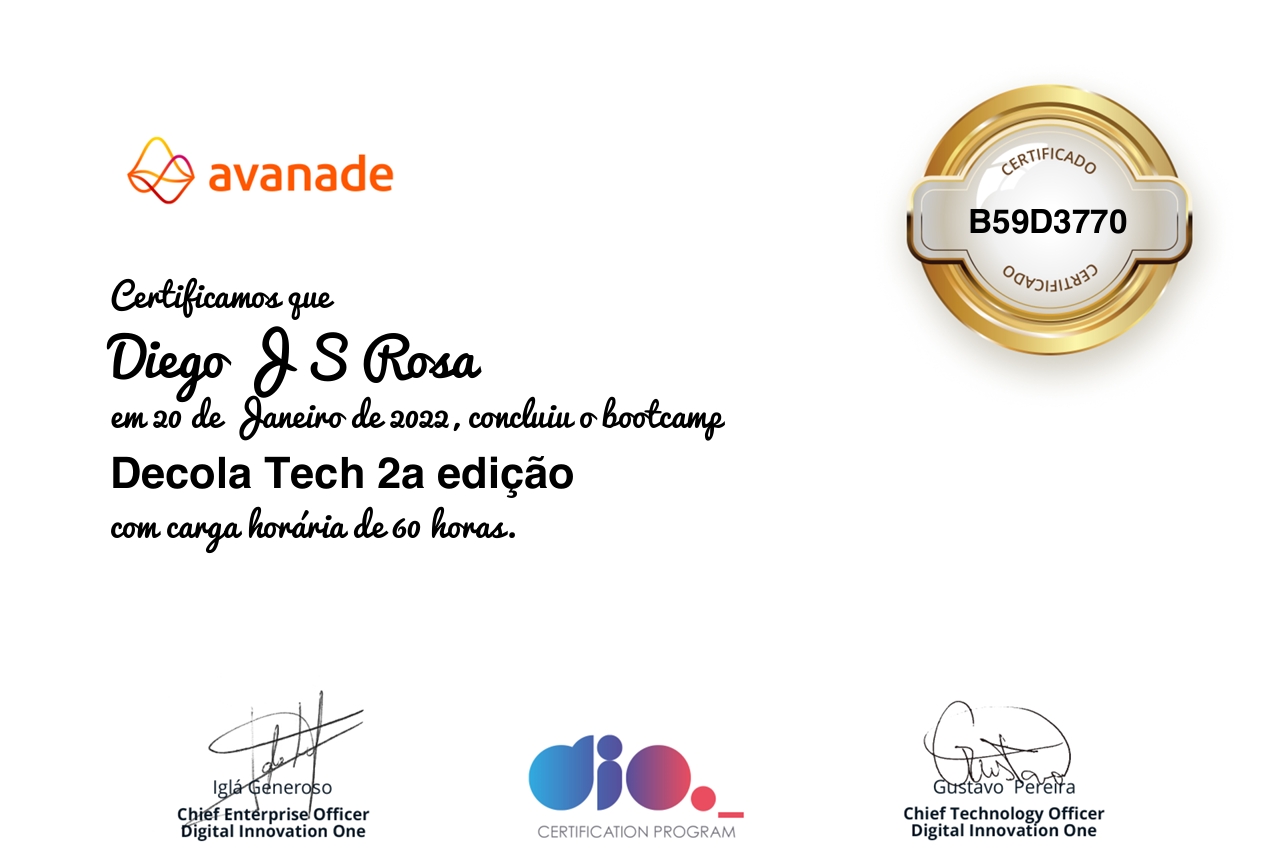 avanade
CERTIFICADO
B59D3770
CERTIFICADO
Certificamos que
Diego J S Rosa
em 20 de Janeiro de 2022, concluiu o bootcamp
Decola Tech 2a edição
com carga horária de 60 horas.
Iglá Generoso
Chief Enterprise Officer
Digital Innovation One
dio._
CERTIFICATION PROGRAM
Gustavo
Gustavo Pereira
Chief Technology Officer
Digital Innovation One